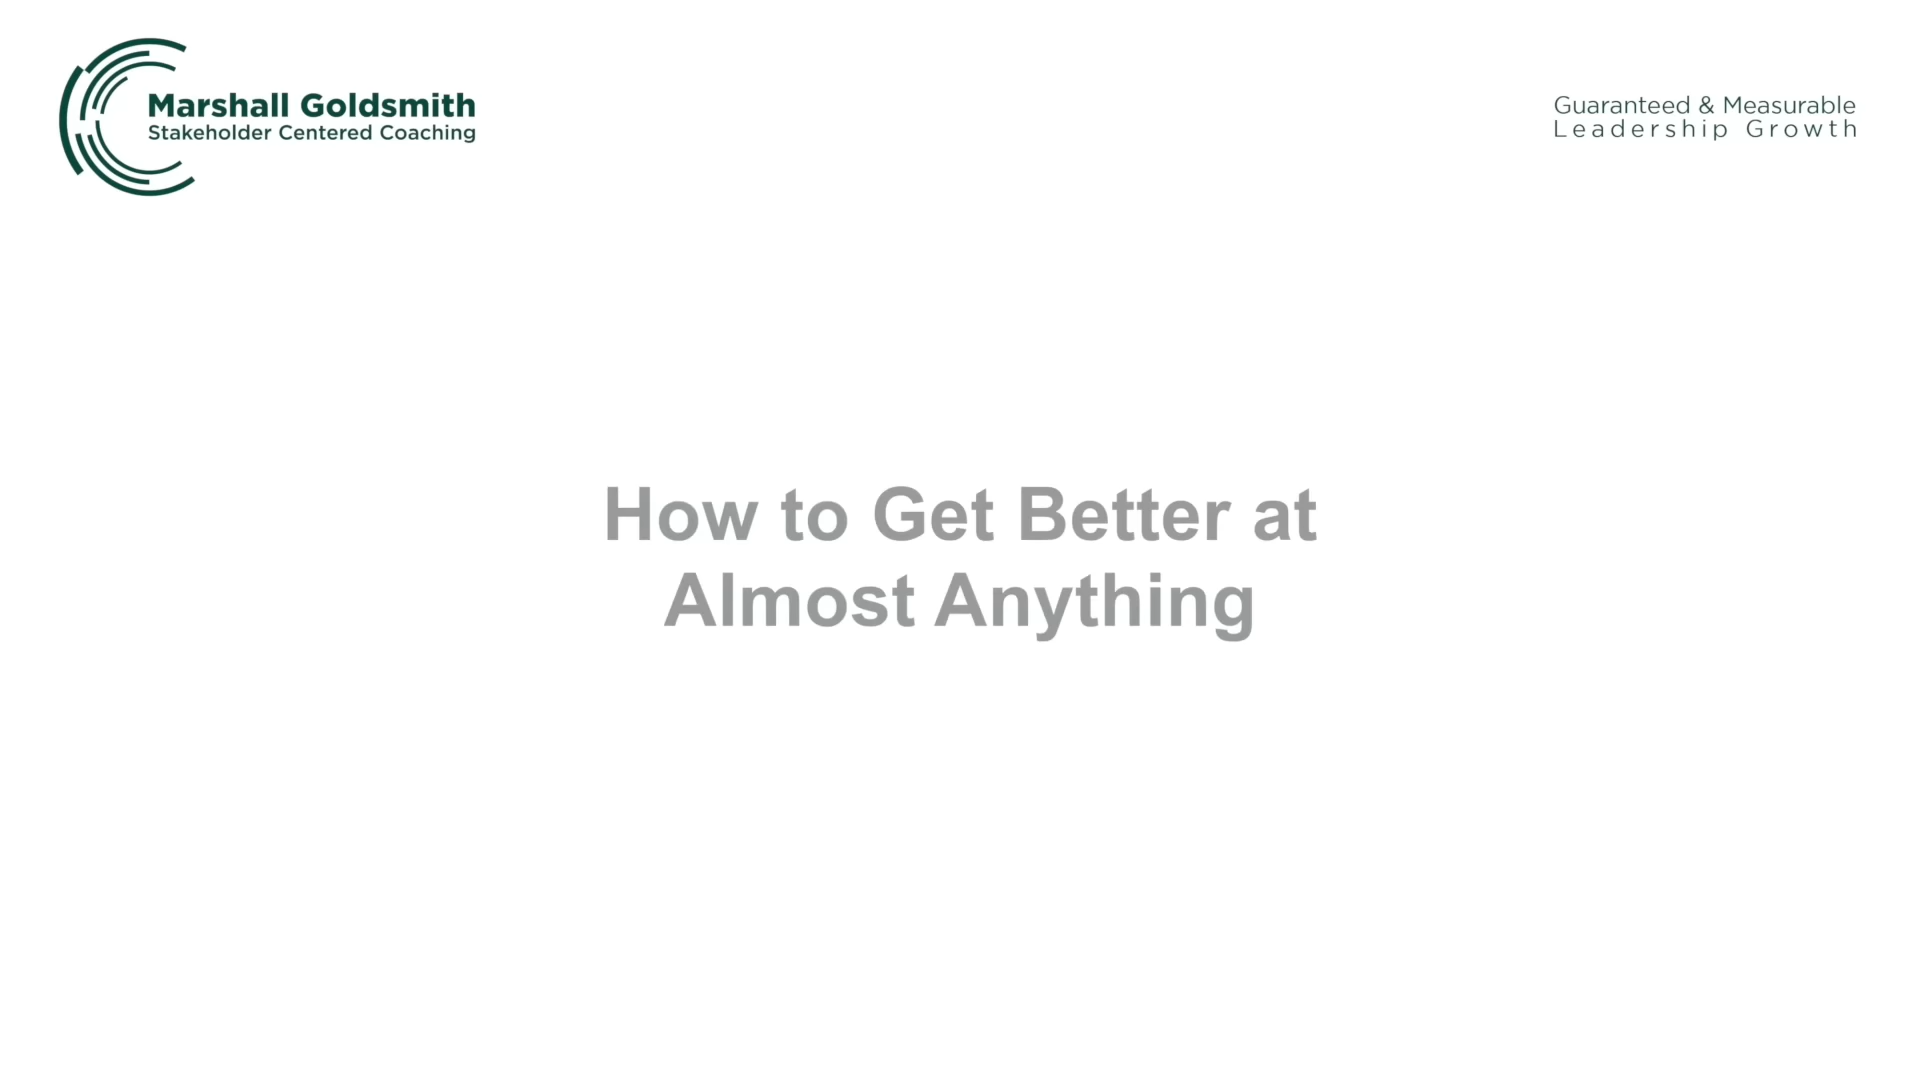 Marshall Goldsmith
Stakeholder Centered Coaching
Guaranteed & Measurable
Leadership Growth
How to Get Better at
Almost Anything